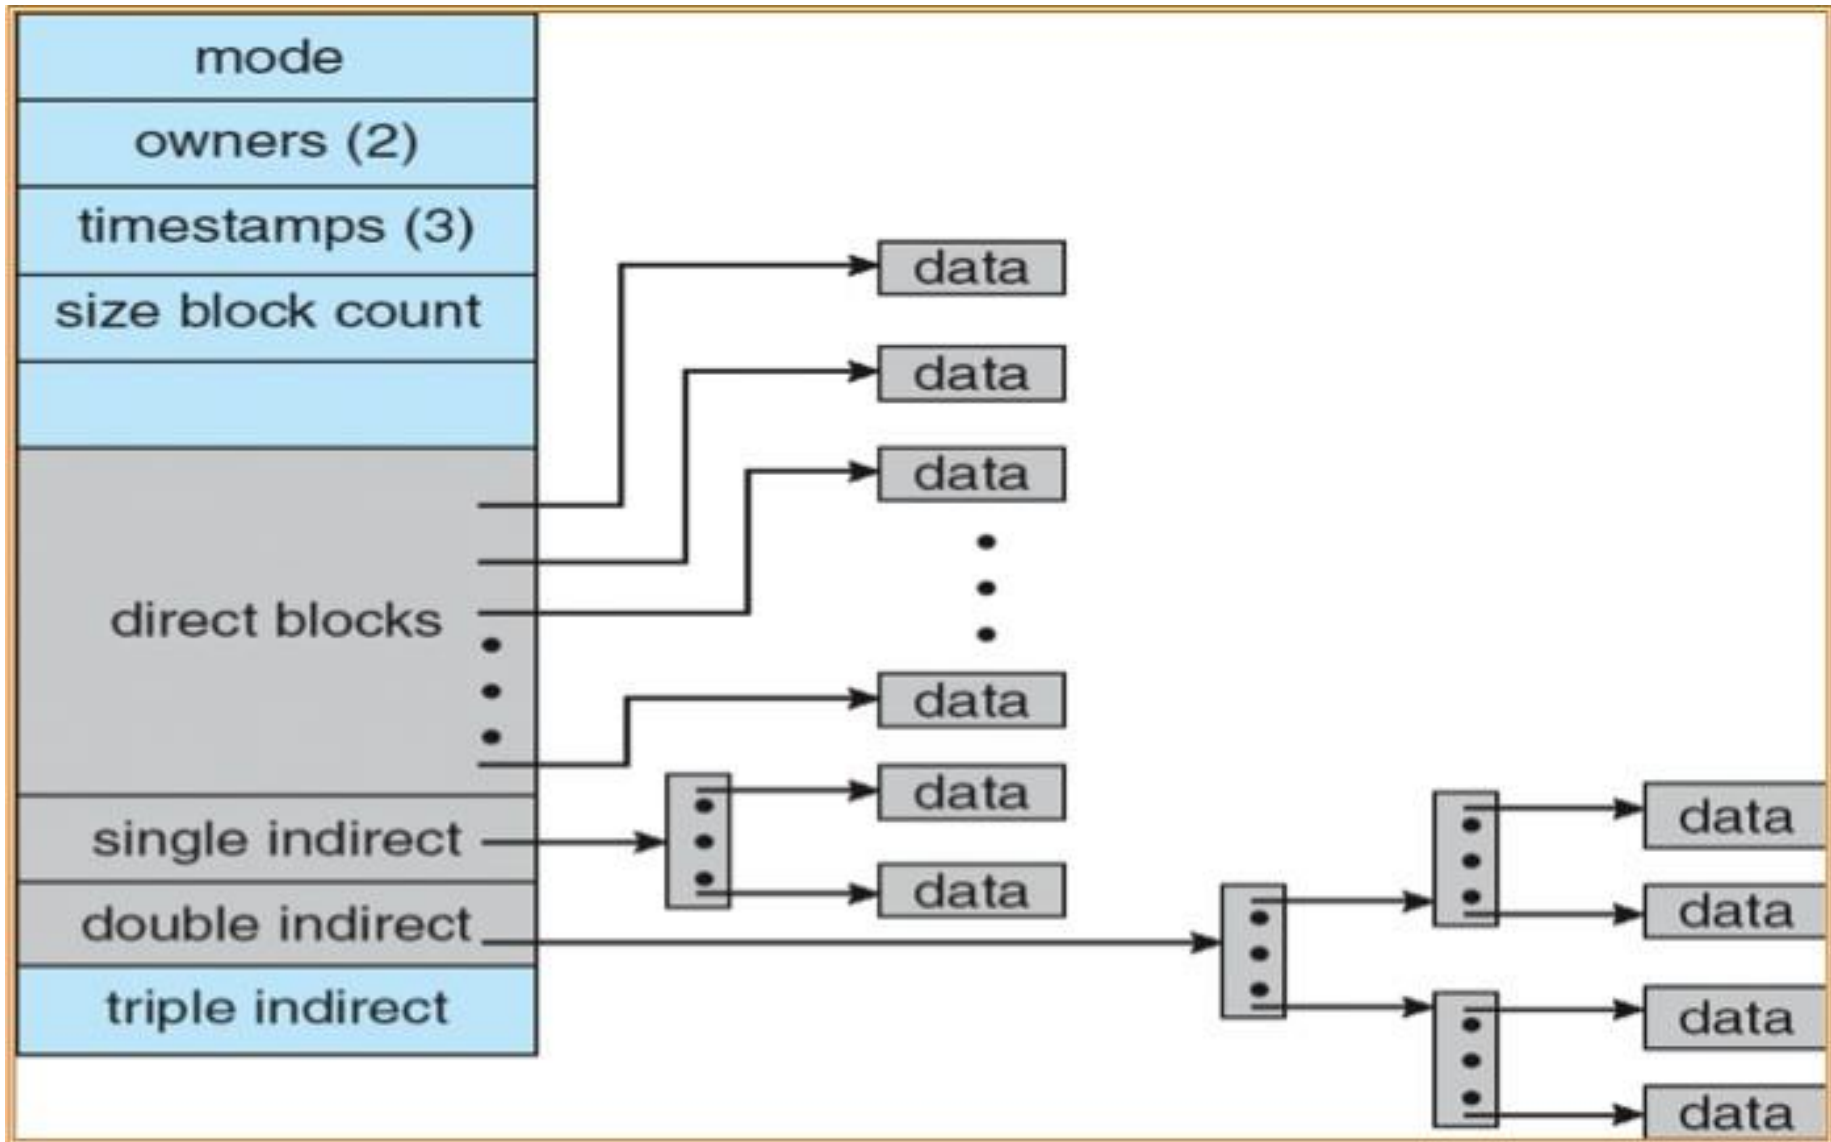 mode
owners (2)
timestamps (3)
size block count
direct blocks
single indirect
double indirect
triple indirect
data
data
data
data
data
data
data
data
data
data